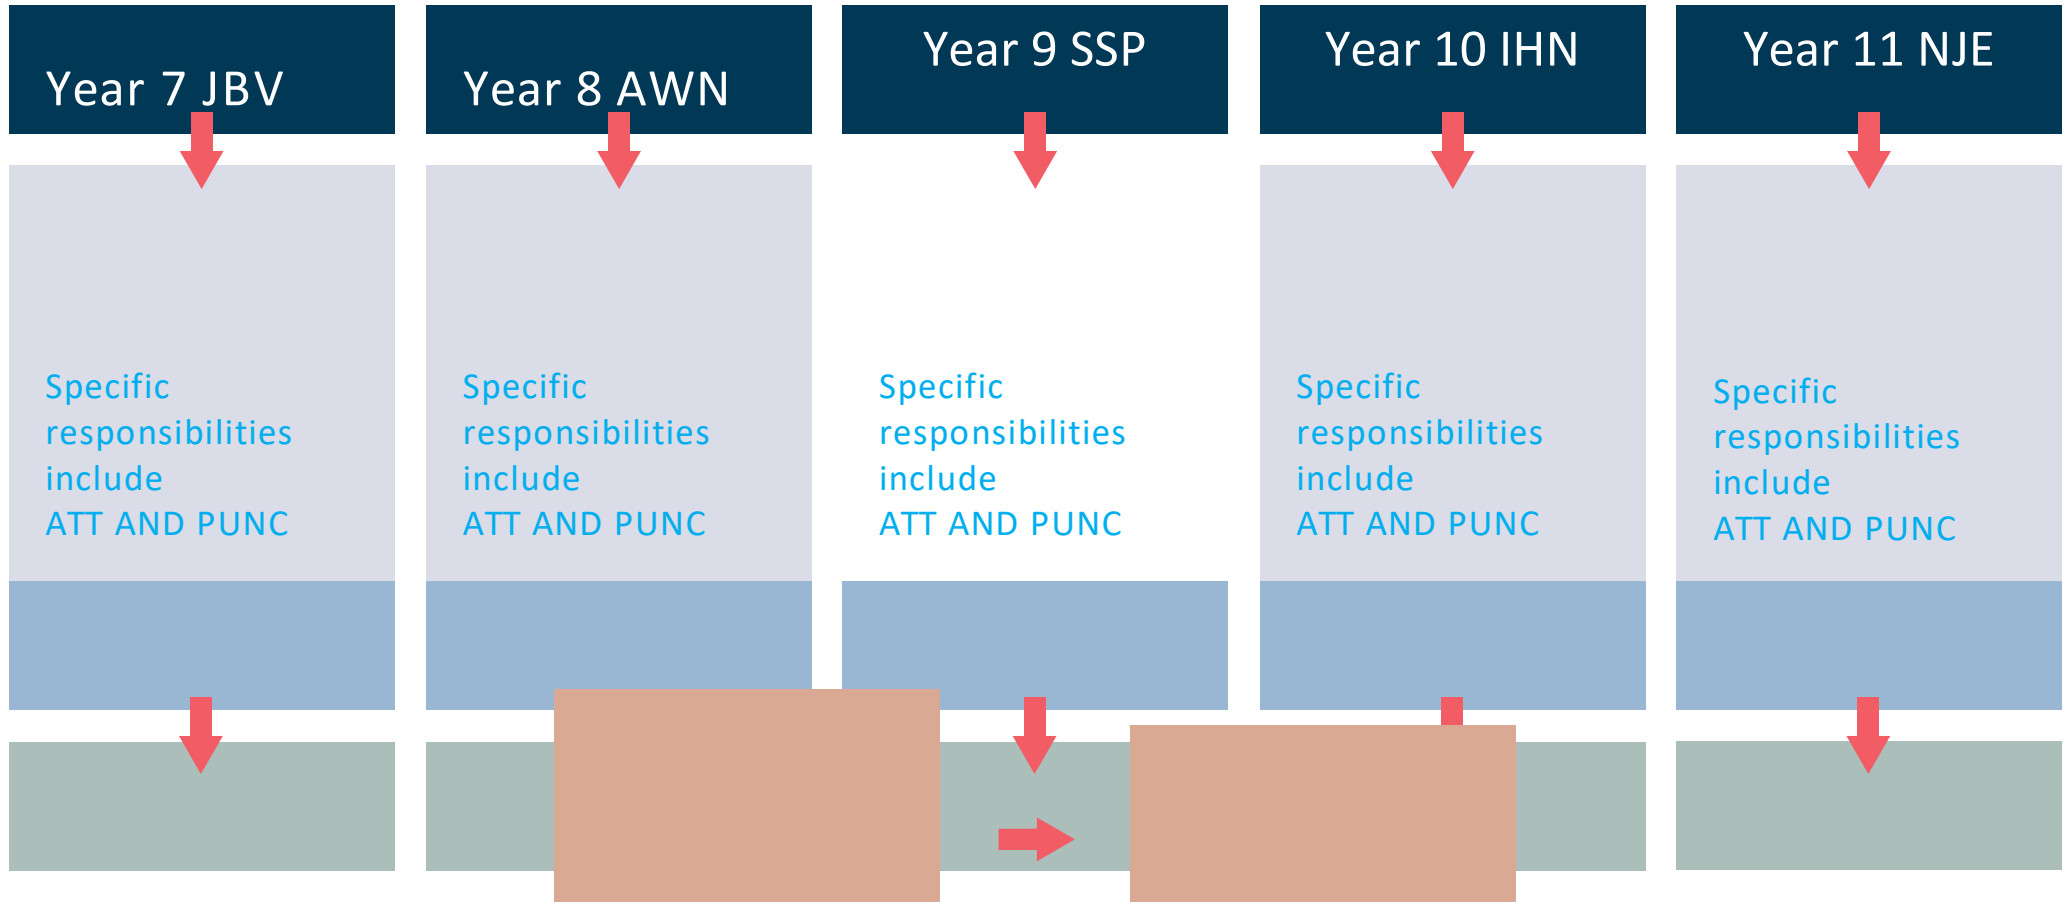 Year 7 JBV
Year 8 AWN
Year 9 SSP
Year 10 IHN
Year 11 NJE
Specific
responsibilities
include
ATT AND PUNC
Specific
responsibilities
include
ATT AND PUNC
Specific
responsibilities
include
ATT AND PUNC
Specific
responsibilities
include
ATT AND PUNC
Specific
responsibilities
include
ATT AND PUNC